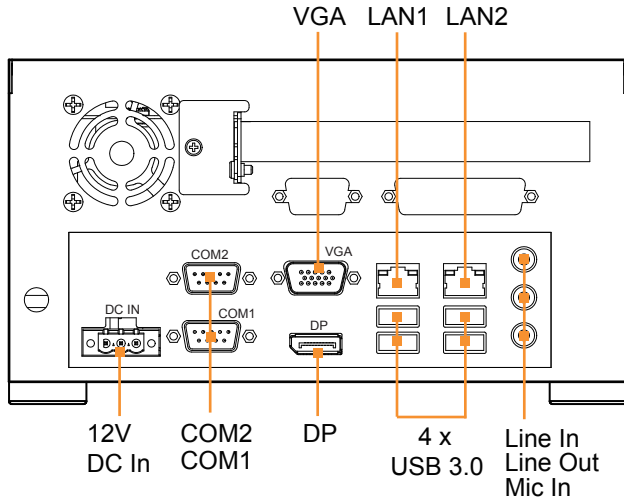 VGA LAN1 LAN2
COM2 VGA
DC IN COM1 DP
12V
DC In
COM2
COM1
DP
4 x
USB 3.0
Line In
Line Out
Mic In